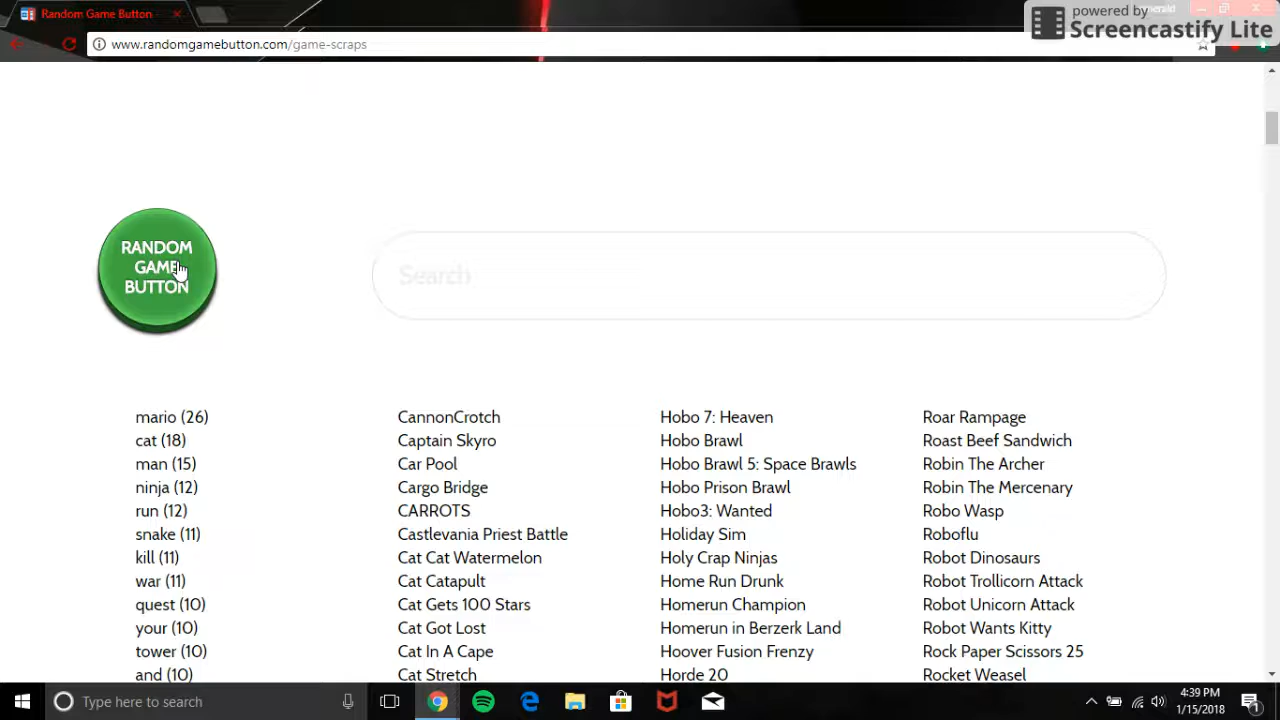 Random Game Button
powered by
Screencastify Lite
www.randomgamebutton.com/game-scraps
RANDOM
GAME
BUTTON
Search
mario (26)
cat (18)
man (15)
ninja (12)
run (12)
snake (11)
kill (11)
war (11)
quest (10)
your (10)
tower (10)
and (10)
CannonCrotch
Captain Skyro
Car Pool
Cargo Bridge
CARROTS
Castlevania Priest Battle
Cat Cat Watermelon
Cat Catapult
Cat Gets 100 Stars
Cat Got Lost
Cat In A Cape
Cat Stretch
Hobo 7: Heaven
Hobo Brawl
Hobo Brawl 5: Space Brawls
Hobo Prison Brawl
Hobo3: Wanted
Holiday Sim
Holy Crap Ninjas
Home Run Drunk
Homerun Champion
Homerun in Berzerk Land
Hoover Fusion Frenzy
Horde 20
Roar Rampage
Roast Beef Sandwich
Robin The Archer
Robin The Mercenary
Robo Wasp
Roboflu
Robot Dinosaurs
Robot Trollicorn Attack
Robot Unicorn Attack
Robot Wants Kitty
Rock Paper Scissors 25
Rocket Weasel
Type here to search
4:39 PM
1/15/2018
1